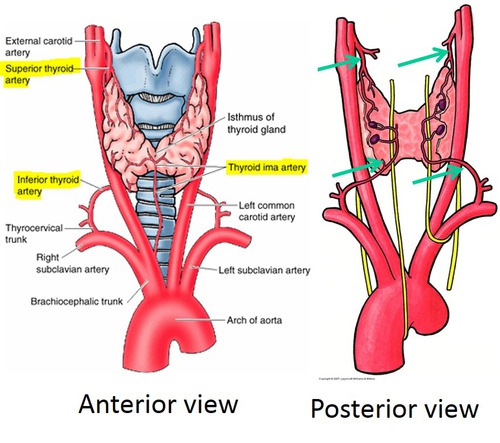 External carotid
artery
Superior thyroid
artery
Isthmus of
thyroid gland
Thyroid ima artery
Inferior thyroid
artery
Left common
carotid artery
Thyrocervical
trunk
Right
subclavian artery
Left subclavian artery
Brachiocephalic trunk
Arch of aorta
Anterior view
Posterior view